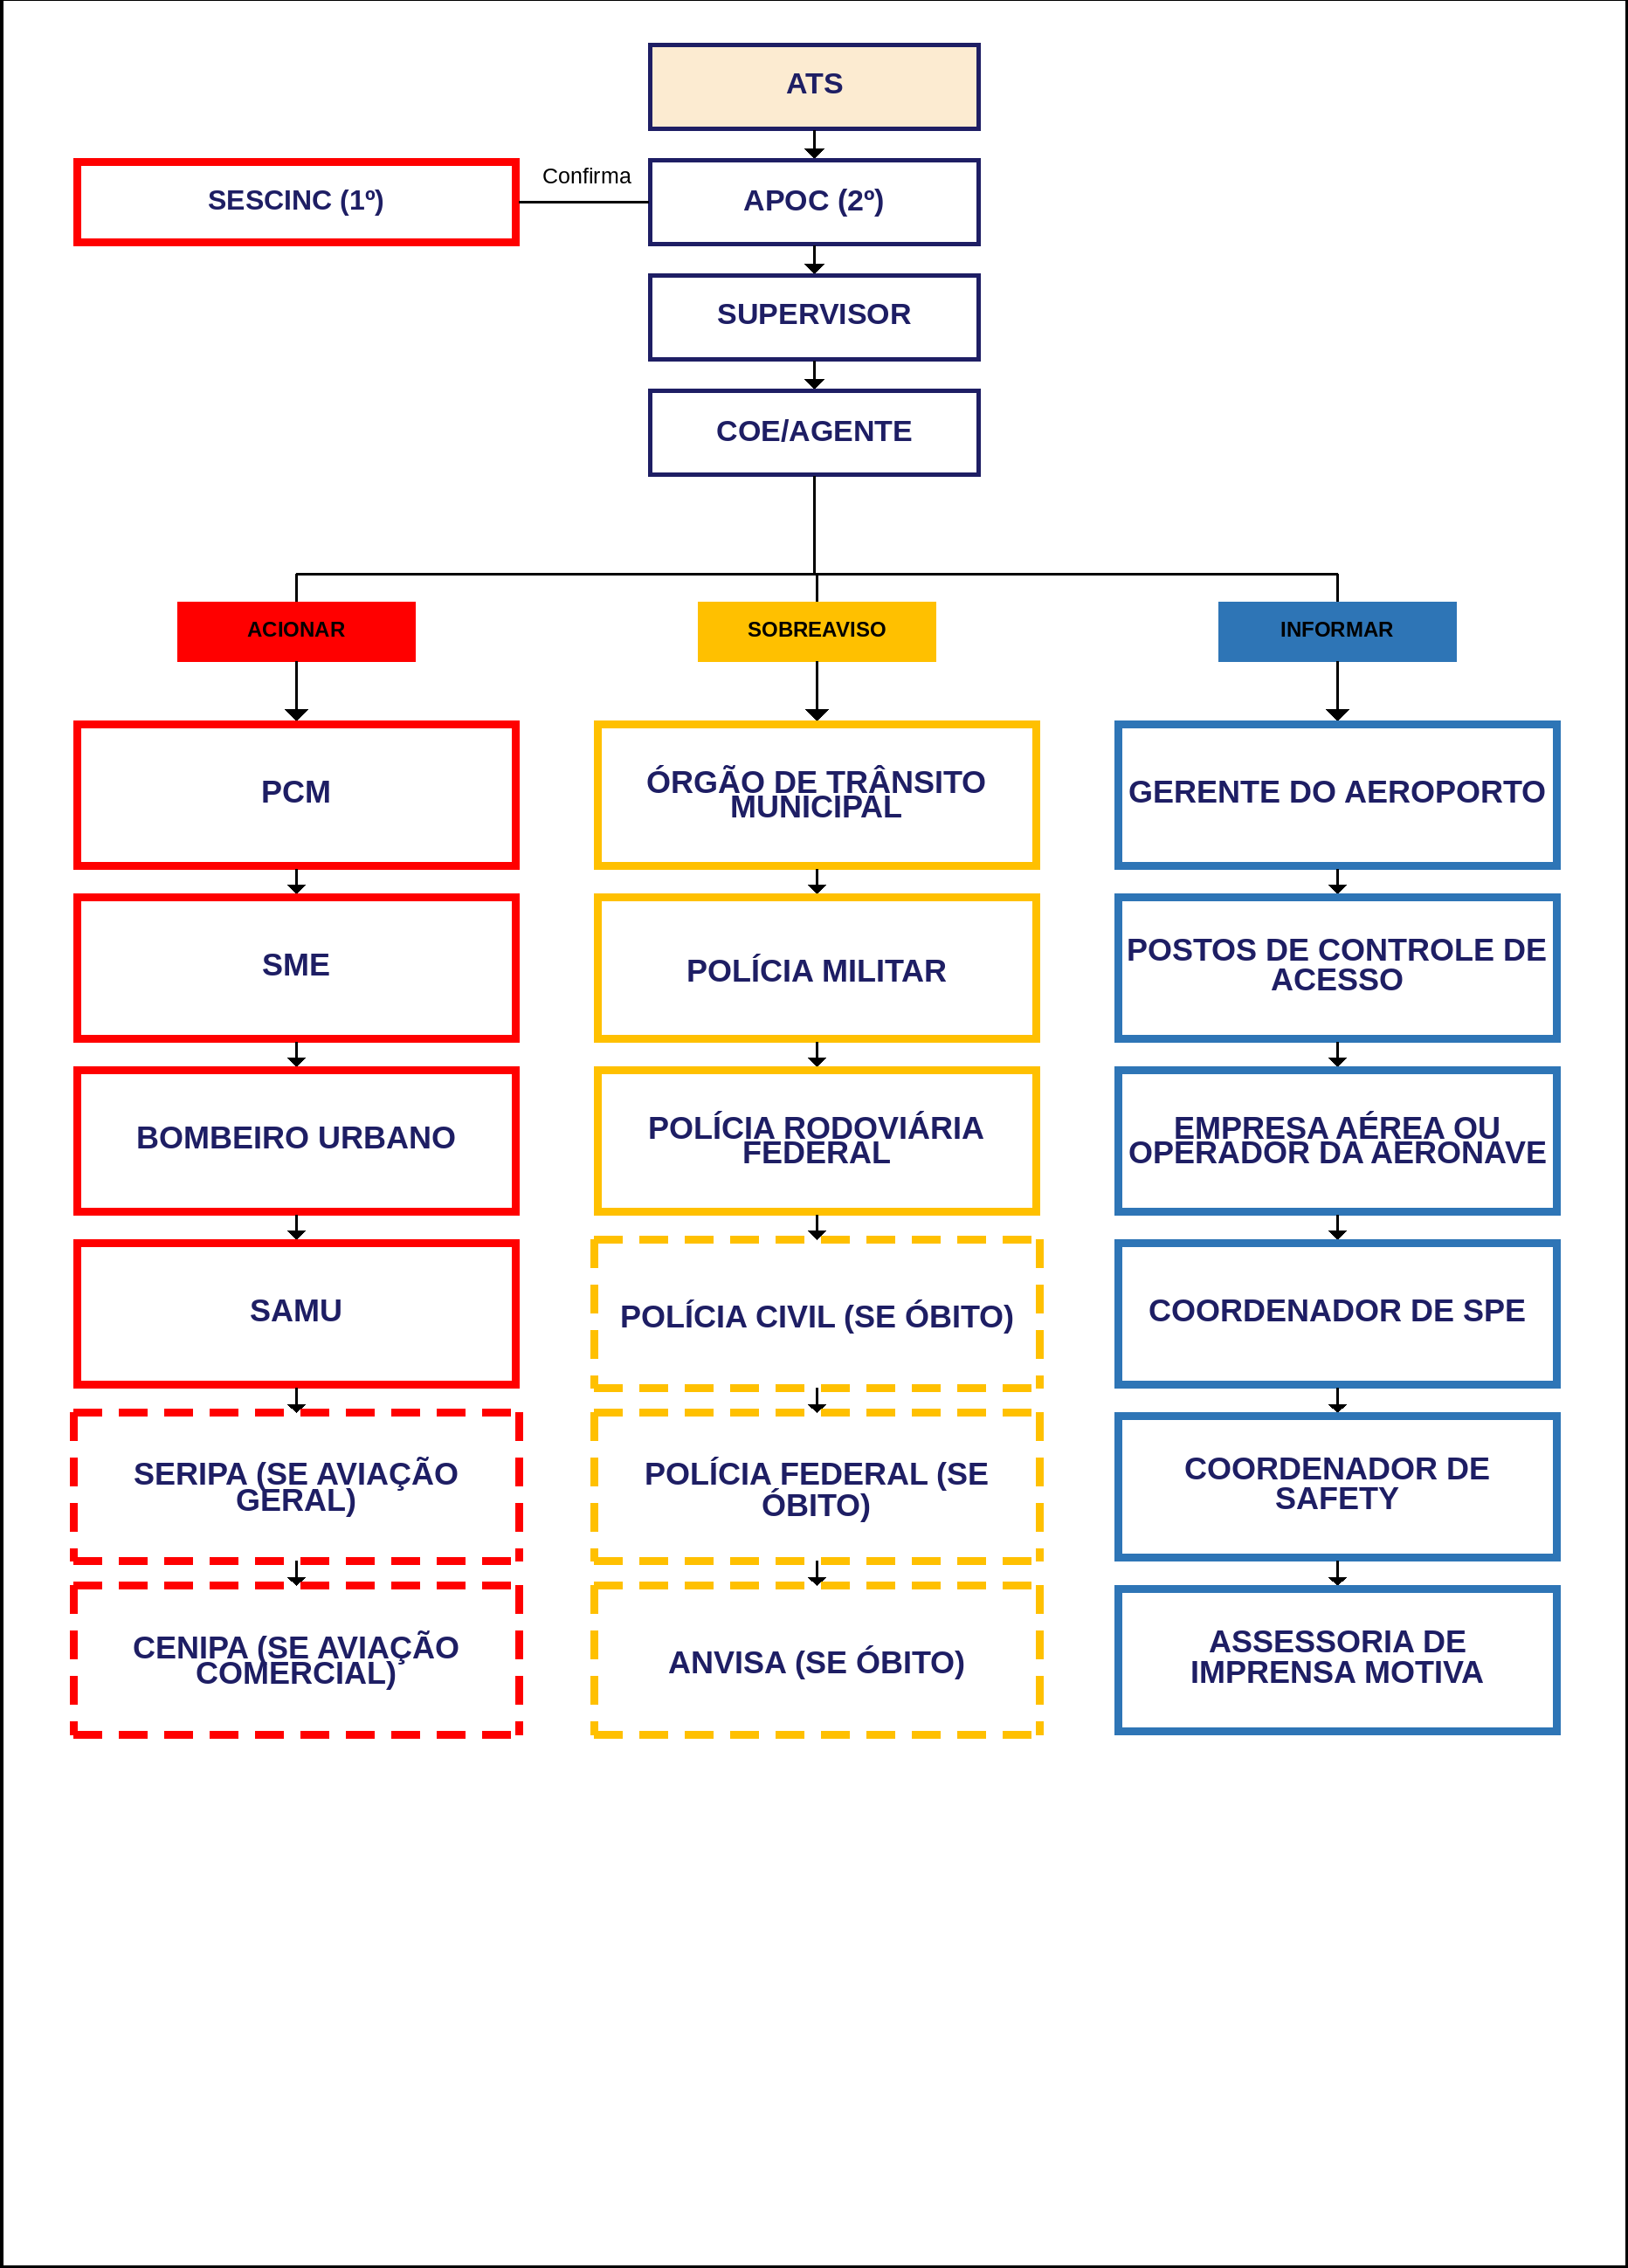 ATS
Confirma
SESCINC (1º)
APOC (2º)
SUPERVISOR
COE/AGENTE
ACIONAR
SOBREAVISO
INFORMAR
PCM
ÓRGÃO DE TRÂNSITO
MUNICIPAL
GERENTE DO AEROPORTO
SME
POLÍCIA MILITAR
POSTOS DE CONTROLE DE
ACESSO
BOMBEIRO URBANO
POLÍCIA RODOVIÁRIA
FEDERAL
EMPRESA AÉREA OU
OPERADOR DA AERONAVE
SAMU
POLÍCIA CIVIL (SE ÓBITO)
COORDENADOR DE SPE
SERIPA (SE AVIAÇÃO
GERAL)
POLÍCIA FEDERAL (SE
ÓBITO)
COORDENADOR DE
SAFETY
CENIPA (SE AVIAÇÃO
COMERCIAL)
ANVISA (SE ÓBITO)
ASSESSORIA DE
IMPRENSA MOTIVA